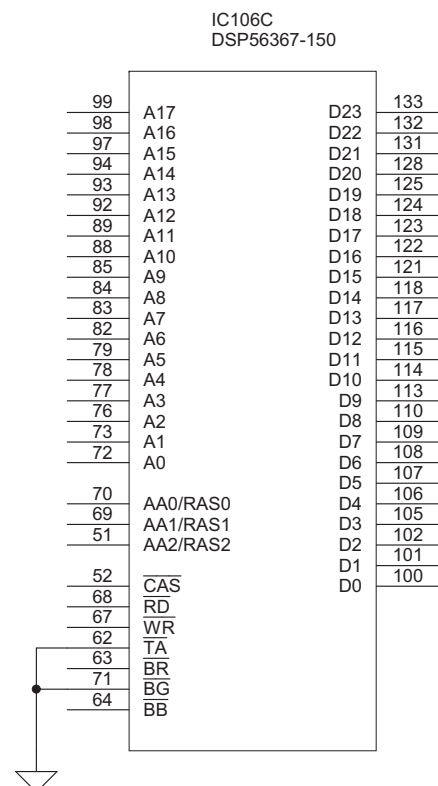 IC106C
DSP56367-150
99 A17 D23 133
98 A16 D22 132
97 A15 D21 131
94 A14 D20 128
93 A13 D19 125
92 A12 D18 124
89 A11 D17 123
88 A10 D16 122
85 A9 D15 121
84 A8 D14 118
83 A7 D13 117
82 A6 D12 116
79 A5 D11 115
78 A4 D10 114
77 A3 D9 113
76 A2 D8 110
73 A1 D7 109
72 A0 D6 108
D5 107
70 AA0/RAS0 D4 106
69 AA1/RAS1 D3 105
51 AA2/RAS2 D2 102
D1 101
52 CAS D0 100
68 RD
67 WR
62 TA
63 BR
71 BG
64 BB